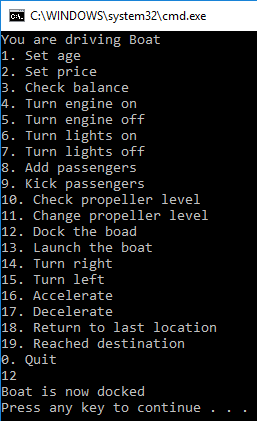 C:\WINDOWS\system32\cmd.exe
You are driving Boat
1. Set age
2. Set price
3. Check balance
4. Turn engine on
5. Turn engine off
6. Turn lights on
7. Turn lights off
8. Add passengers
9. Kick passengers
10. Check propeller level
11. Change propeller level
12. Dock the boad
13. Launch the boat
14. Turn right
15. Turn left
16. Accelerate
17. Decelerate
18. Return to last location
19. Reached destination
0. Quit
12
Boat is now docked
Press any key to continue . . .